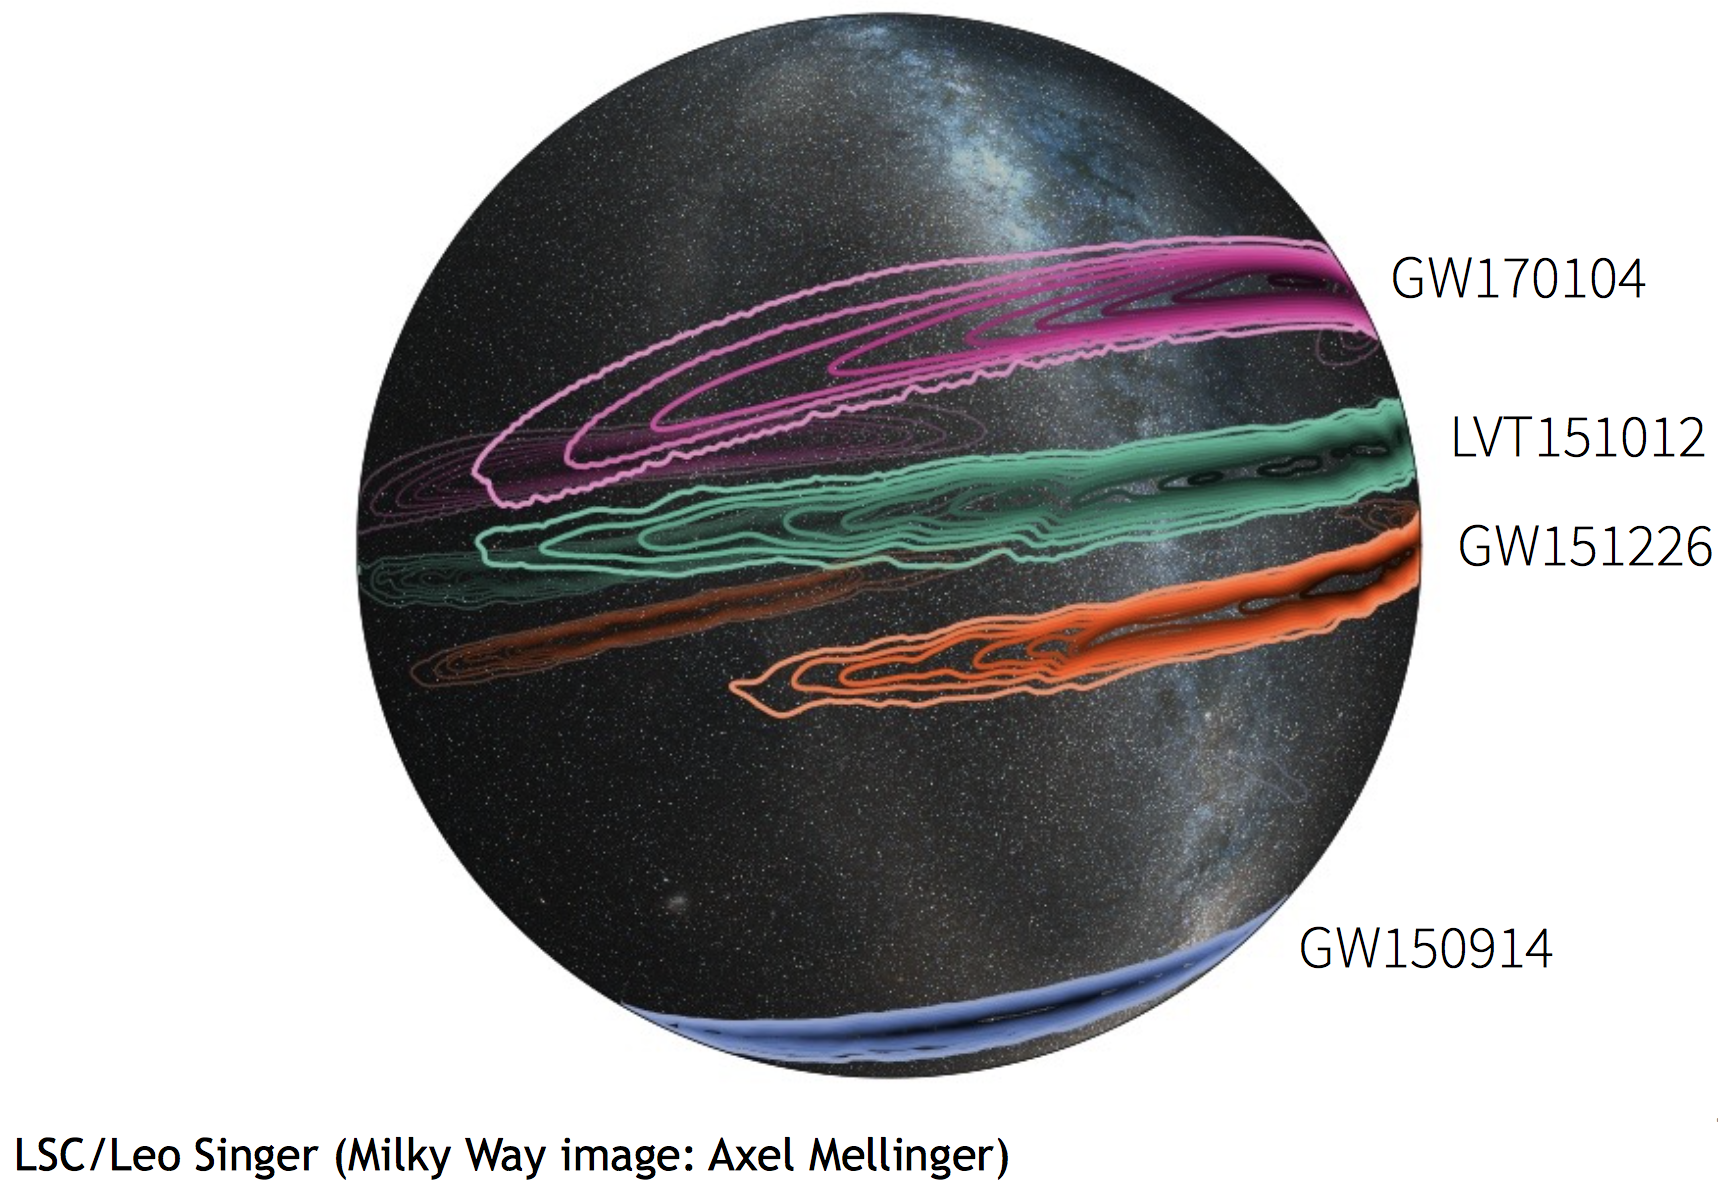 GW170104
LVT151012
GW151226
GW150914
LSC/Leo Singer (Milky Way image: Axel Mellinger)